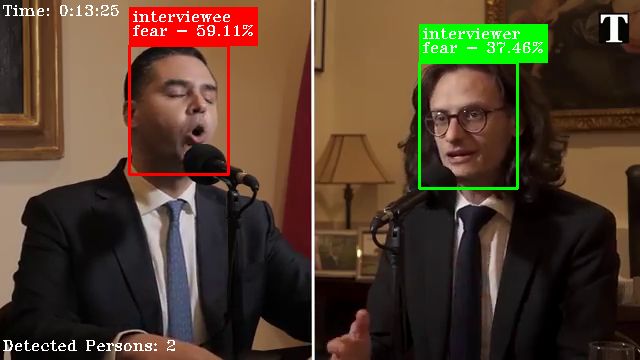 Time: 0:13:25
interviewee
fear - 59.11%
interviewer
fear - 37.46%
T
Detected Persons: 2